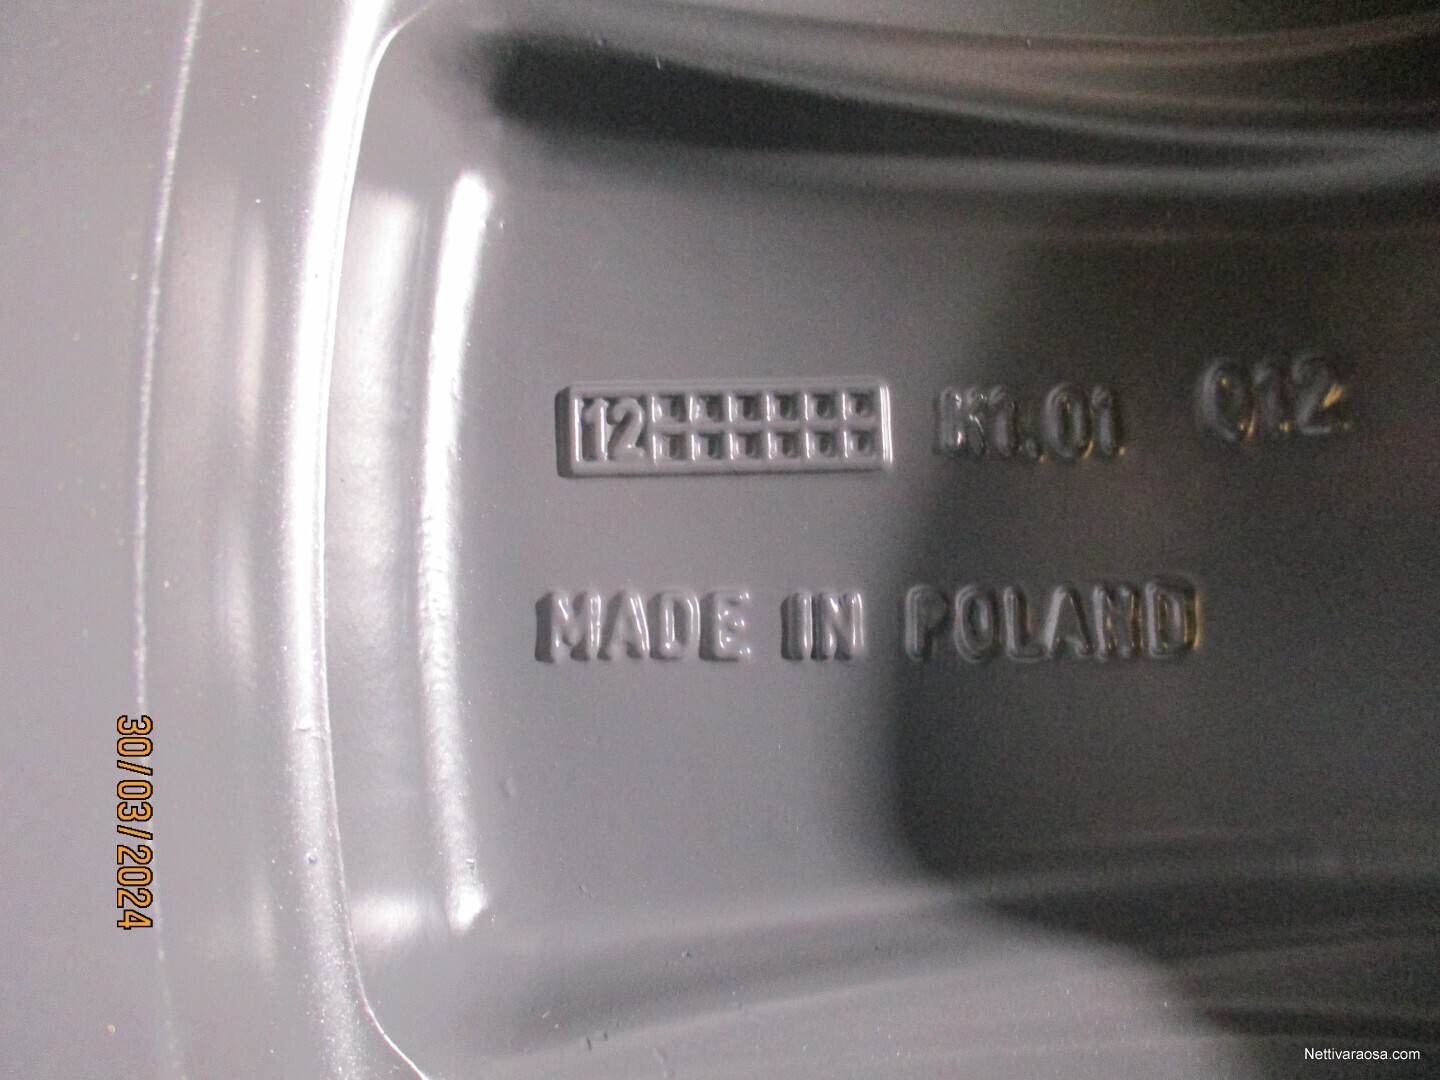 12 K1.01 012
MADE IN POLAND
30/03/2024
Nettivaraosa.com